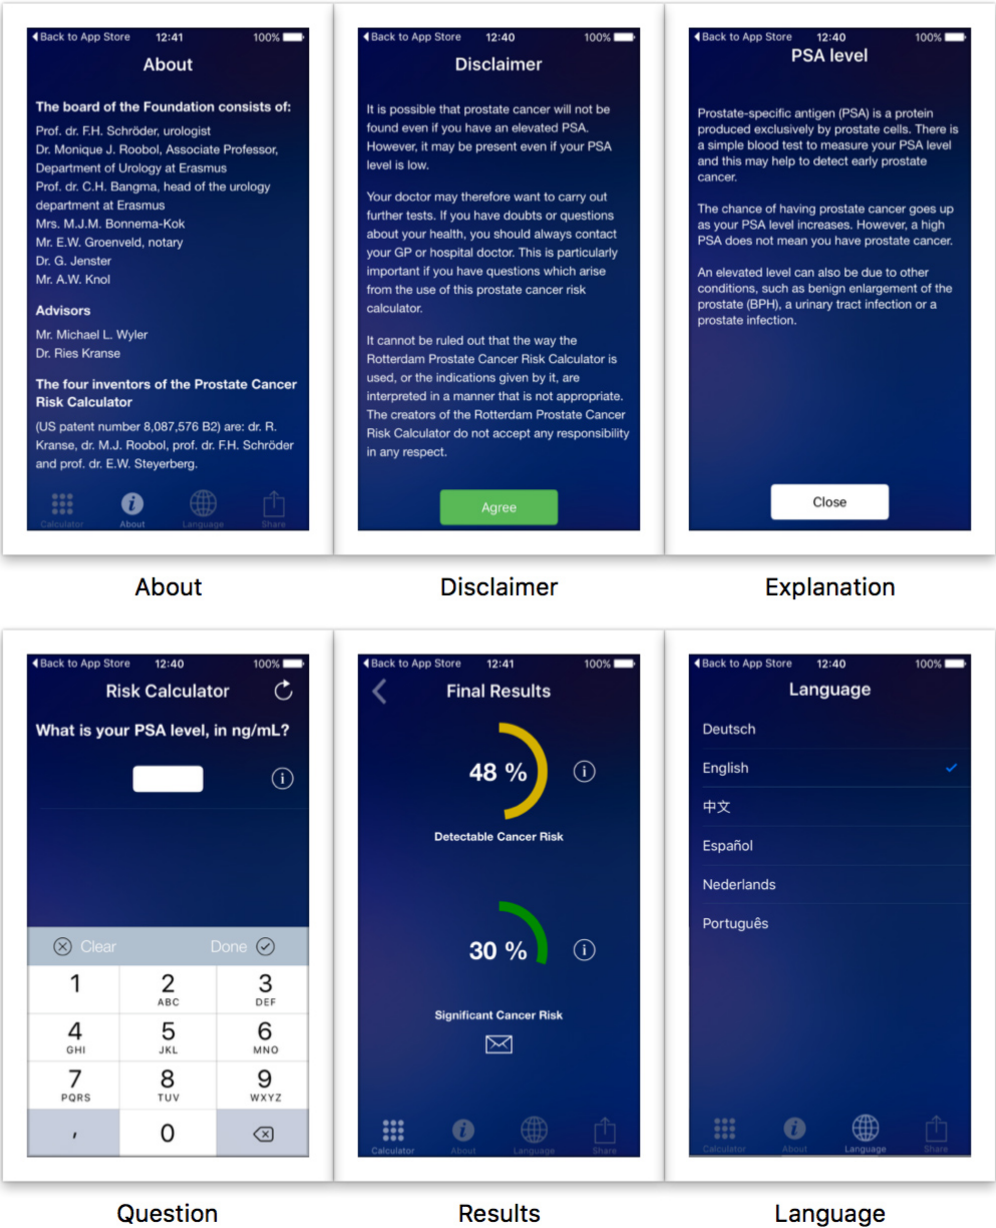 Back to App Store 12:41 100%
About
The board of the Foundation consists of:
Prof. dr. F.H. Schröder, urologist
Dr. Monique J. Roobol, Associate Professor,
Department of Urology at Erasmus
Prof. dr. C.H. Bangma, head of the urology
department at Erasmus
Mrs. M.J.M. Bonnema-Kok
Mr. E.W. Groenveld, notary
Dr. G. Jenster
Mr. A.W. Knol
Advisors
Mr. Michael L. Wyler
Dr. Ries Kranse
The four inventors of the Prostate Cancer
Risk Calculator
(US patent number 8,087,576 B2) are: dr. R.
Kranse, dr. M.J. Roobol, prof. dr. F.H. Schröder
and prof. dr. E.W. Steyerberg.
Calculator About Language Share
About
Back to App Store 12:40 100%
Disclaimer
It is possible that prostate cancer will not be
found even if you have an elevated PSA.
However, it may be present even if your PSA
level is low.
Your doctor may therefore want to carry out
further tests. If you have doubts or questions
about your health, you should always contact
your GP or hospital doctor. This is particularly
important if you have questions which arise
from the use of this prostate cancer risk
calculator.
It cannot be ruled out that the way the
Rotterdam Prostate Cancer Risk Calculator is
used, or the indications given by it, are
interpreted in a manner that is not appropriate.
The creators of the Rotterdam Prostate Cancer
Risk Calculator do not accept any responsibility
in any respect.
Agree
Disclaimer
Back to App Store 12:40 100%
PSA level
Prostate-specific antigen (PSA) is a protein
produced exclusively by prostate cells. There is
a simple blood test to measure your PSA level
and this may help to detect early prostate
cancer.
The chance of having prostate cancer goes up
as your PSA level increases. However, a high
PSA does not mean you have prostate cancer.
An elevated level can also be due to other
conditions, such as benign enlargement of the
prostate (BPH), a urinary tract infection or a
prostate infection.
Close
Explanation
Back to App Store 12:40 100%
Risk Calculator
What is your PSA level, in ng/mL?
Clear Done
1 2 3
ABC DEF
4 5 6
GHI JKL MNO
7 8 9
PQRS TUV WXYZ
, 0
Question
Back to App Store 12:41 100%
Final Results
48 %
Detectable Cancer Risk
30 %
Significant Cancer Risk
Calculator About Language Share
Results
Back to App Store 12:40 100%
Language
Deutsch
English
中文
Español
Nederlands
Português
Calculator About Language Share
Language